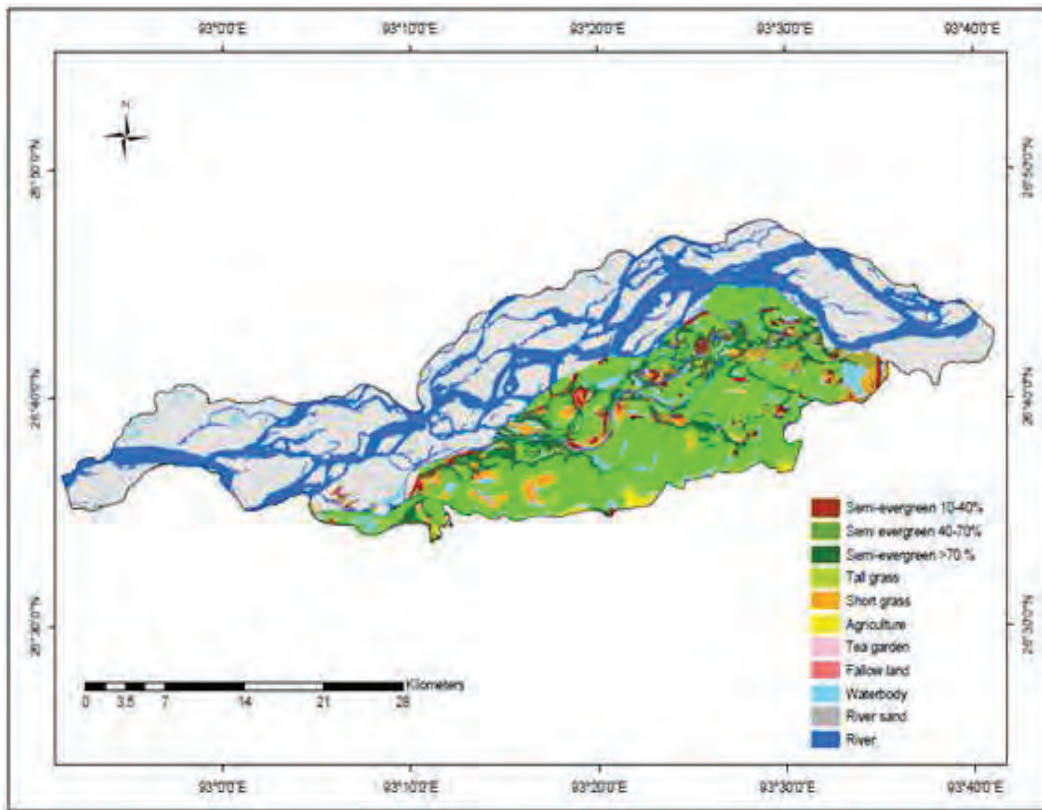 93°0'0"E 93°10'0"E 93°20'0"E 93°30'0"E 93°40'0"E
N
26°50'0"N 26°50'0"N
26°40'0"N 26°40'0"N
26°30'0"N 26°30'0"N
Semi-evergreen 10-40%
Semi evergreen 40-70%
Semi-evergreen >70 %
Tall grass
Short grass
Agriculture
Tea garden
Fallow land
Waterbody
River sand
River
Kilometers
0 3.5 7 14 21 28
93°0'0"E 93°10'0"E 93°20'0"E 93°30'0"E 93°40'0"E